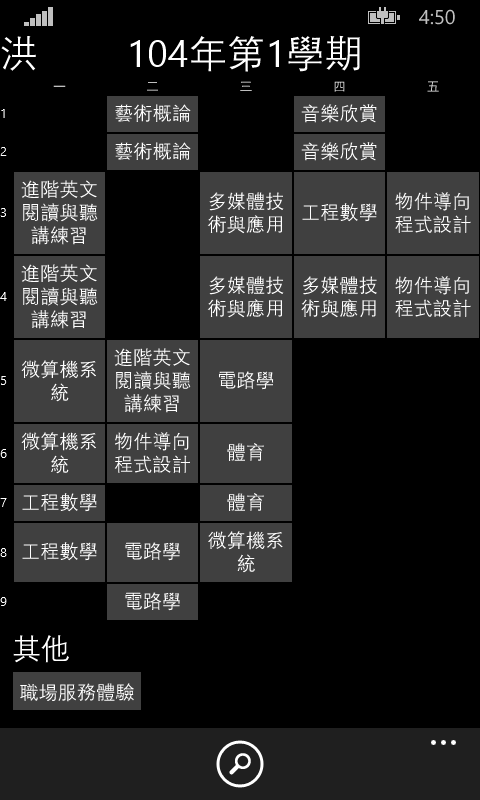 4:50
洪
104年第1學期
一 二 三 四 五
1
藝術概論
音樂欣賞
2
藝術概論
音樂欣賞
3
進階英文
閱讀與聽
講練習
多媒體技
術與應用
工程數學
物件導向
程式設計
4
進階英文
閱讀與聽
講練習
多媒體技
術與應用
多媒體技
術與應用
物件導向
程式設計
5
微算機系
統
進階英文
閱讀與聽
講練習
電路學
6
微算機系
統
物件導向
程式設計
體育
7
工程數學
體育
8
工程數學
電路學
微算機系
統
9
電路學
其他
職場服務體驗